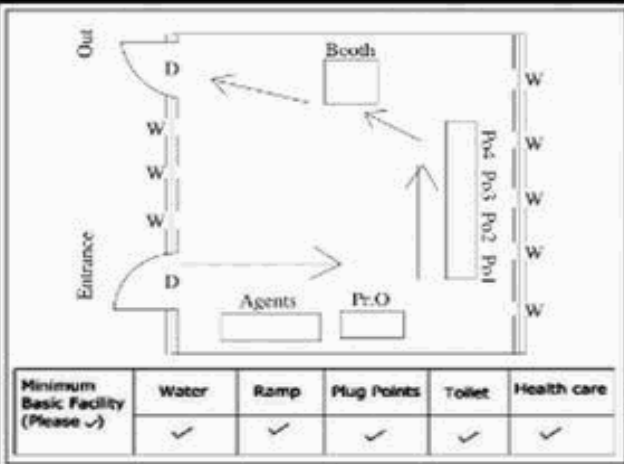 Out
Booth
D
W
W
W
W
W
W
W
W
Po4 Po3 Po2 Po1
Entrance
D
Agents
Pr.O
Minimum
Basic Facility
(Please ✓)
Water
Ramp
Plug Points
Toilet
Health care
✓
✓
✓
✓
✓